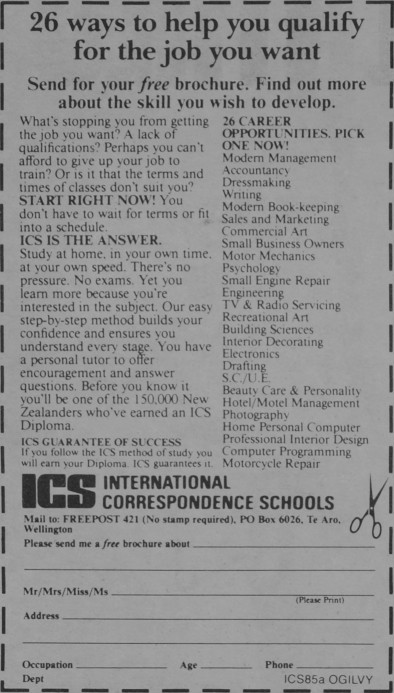 26 ways to help you qualify
for the job you want
Send for your free brochure. Find out more
about the skill you wish to develop.
What's stopping you from getting
the job you want? A lack of
qualifications? Perhaps you can't
afford to give up your job to
train? Or is it that the terms and
times of classes don't suit you?
START RIGHT NOW! You
don't have to wait for terms or fit
into a schedule.
ICS IS THE ANSWER.
Study at home, in your own time,
at your own speed. There's no
pressure. No exams. Yet you
learn more because you're
interested in the subject. Our easy
step-by-step method builds your
confidence and ensures you
understand every stage. You have
a personal tutor to offer
encouragement and answer
questions. Before you know it
you'll be one of the 150,000 New
Zealanders who've earned an ICS
Diploma.
ICS GUARANTEE OF SUCCESS
If you follow the ICS method of study you
will earn your Diploma. ICS guarantees it.
26 CAREER
OPPORTUNITIES. PICK
ONE NOW!
Modern Management
Accountancy
Dressmaking
Writing
Modern Book-keeping
Sales and Marketing
Commercial Art
Small Business Owners
Motor Mechanics
Psychology
Small Engine Repair
Engineering
TV & Radio Servicing
Recreational Art
Building Sciences
Interior Decorating
Electronics
Drafting
S.C./U.E.
Beauty Care & Personality
Hotel/Motel Management
Photography
Home Personal Computer
Professional Interior Design
Computer Programming
Motorcycle Repair
ICS INTERNATIONAL
CORRESPONDENCE SCHOOLS
Mail to: FREEPOST 421 (No stamp required), PO Box 6026, Te Aro,
Wellington
Please send me a free brochure about
Mr/Mrs/Miss/Ms
(Please Print)
Address
Occupation Age Phone
Dept ICS85a OGILVY